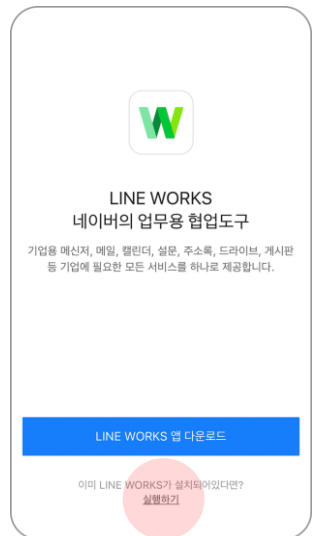 LINE WORKS
네이버의 업무용 협업도구
기업용 메신저, 메일, 캘린더, 설문, 주소록, 드라이브, 게시판
등 기업에 필요한 모든 서비스를 하나로 제공합니다.
LINE WORKS 앱 다운로드
이미 LINE WORKS가 설치되어있다면?
실행하기